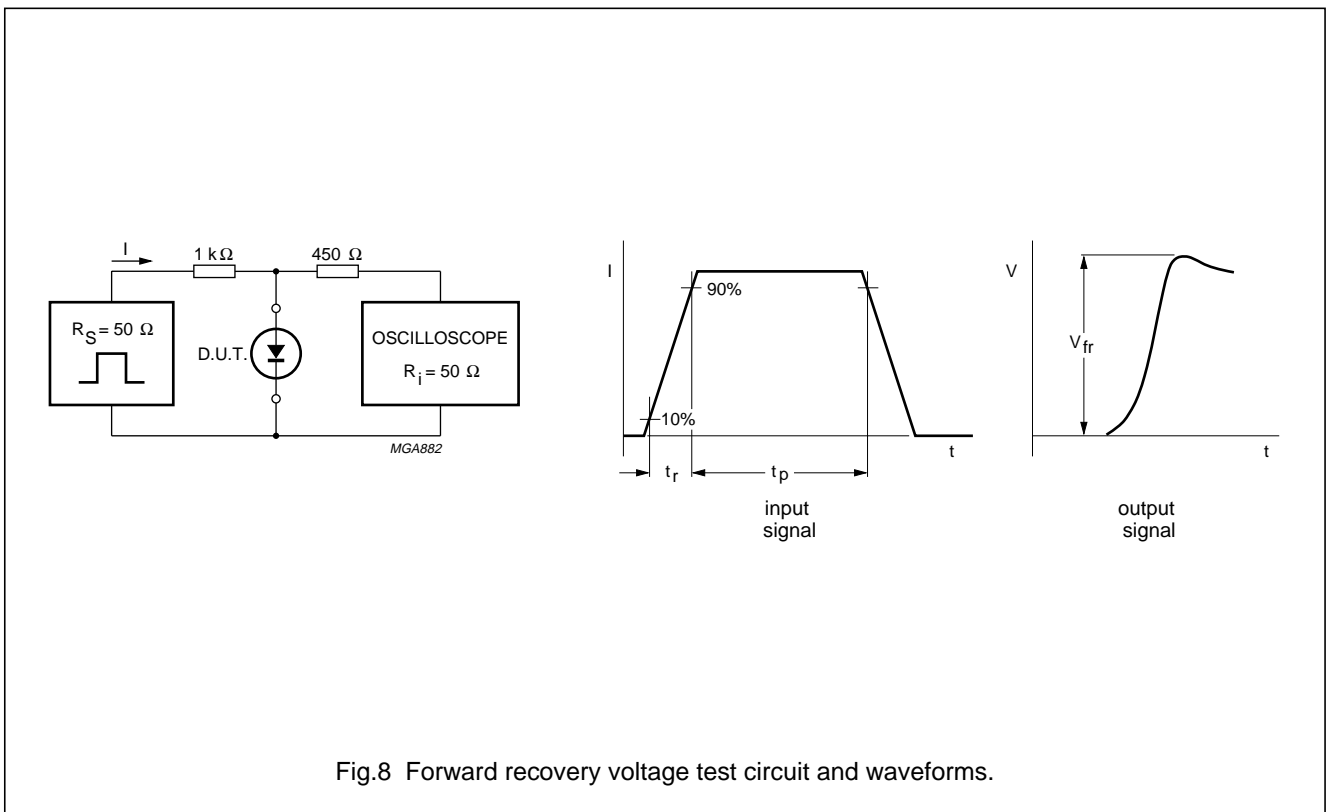 I
1 kΩ
450 Ω
R_S = 50 Ω
D.U.T.
OSCILLOSCOPE
R_i = 50 Ω
MGA882
I
90%
10%
t_r
t_p
t
input
signal
V
V_fr
t
output
signal
Fig.8 Forward recovery voltage test circuit and waveforms.